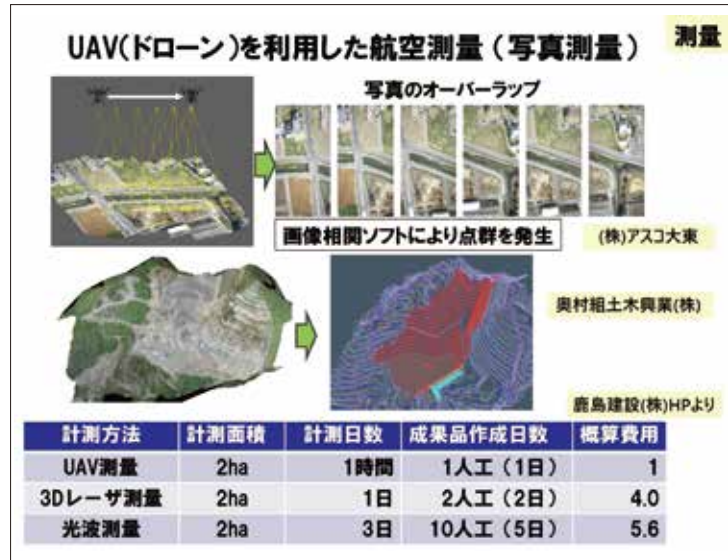 UAV(ドローン)を利用した航空測量(写真測量)
測量
写真のオーバーラップ
画像相関ソフトにより点群を発生
(株)アスコ大東
奥村組土木興業(株)
鹿島建設(株)HPより
計測方法 計測面積 計測日数 成果品作成日数 概算費用
UAV測量 2ha 1時間 1人工(1日) 1
3Dレーザ測量 2ha 1日 2人工(2日) 4.0
光波測量 2ha 3日 10人工(5日) 5.6